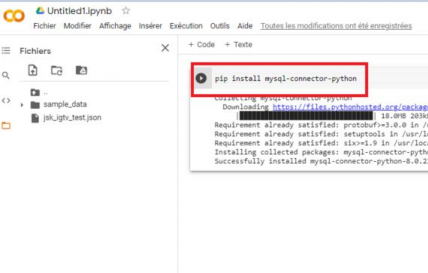 CO Untitled1.ipynb ☆
Fichier Modifier Affichage Insérer Exécution Outils Aide Toutes les modifications ont été enregistrées
Fichiers
+ Code + Texte
..
sample_data
jsk_igtv_test.json
pip install mysql-connector-python
Collecting mysql-connector-python
Downloading https://files.pythonhosted.org/packag
18.0MB 203k
Requirement already satisfied: protobuf>=3.0.0 in /
Requirement already satisfied: setuptools in /usr/l
Requirement already satisfied: six>=1.9 in /usr/loc
Installing collected packages: mysql-connector-pyth
Successfully installed mysql-connector-python-8.0.2